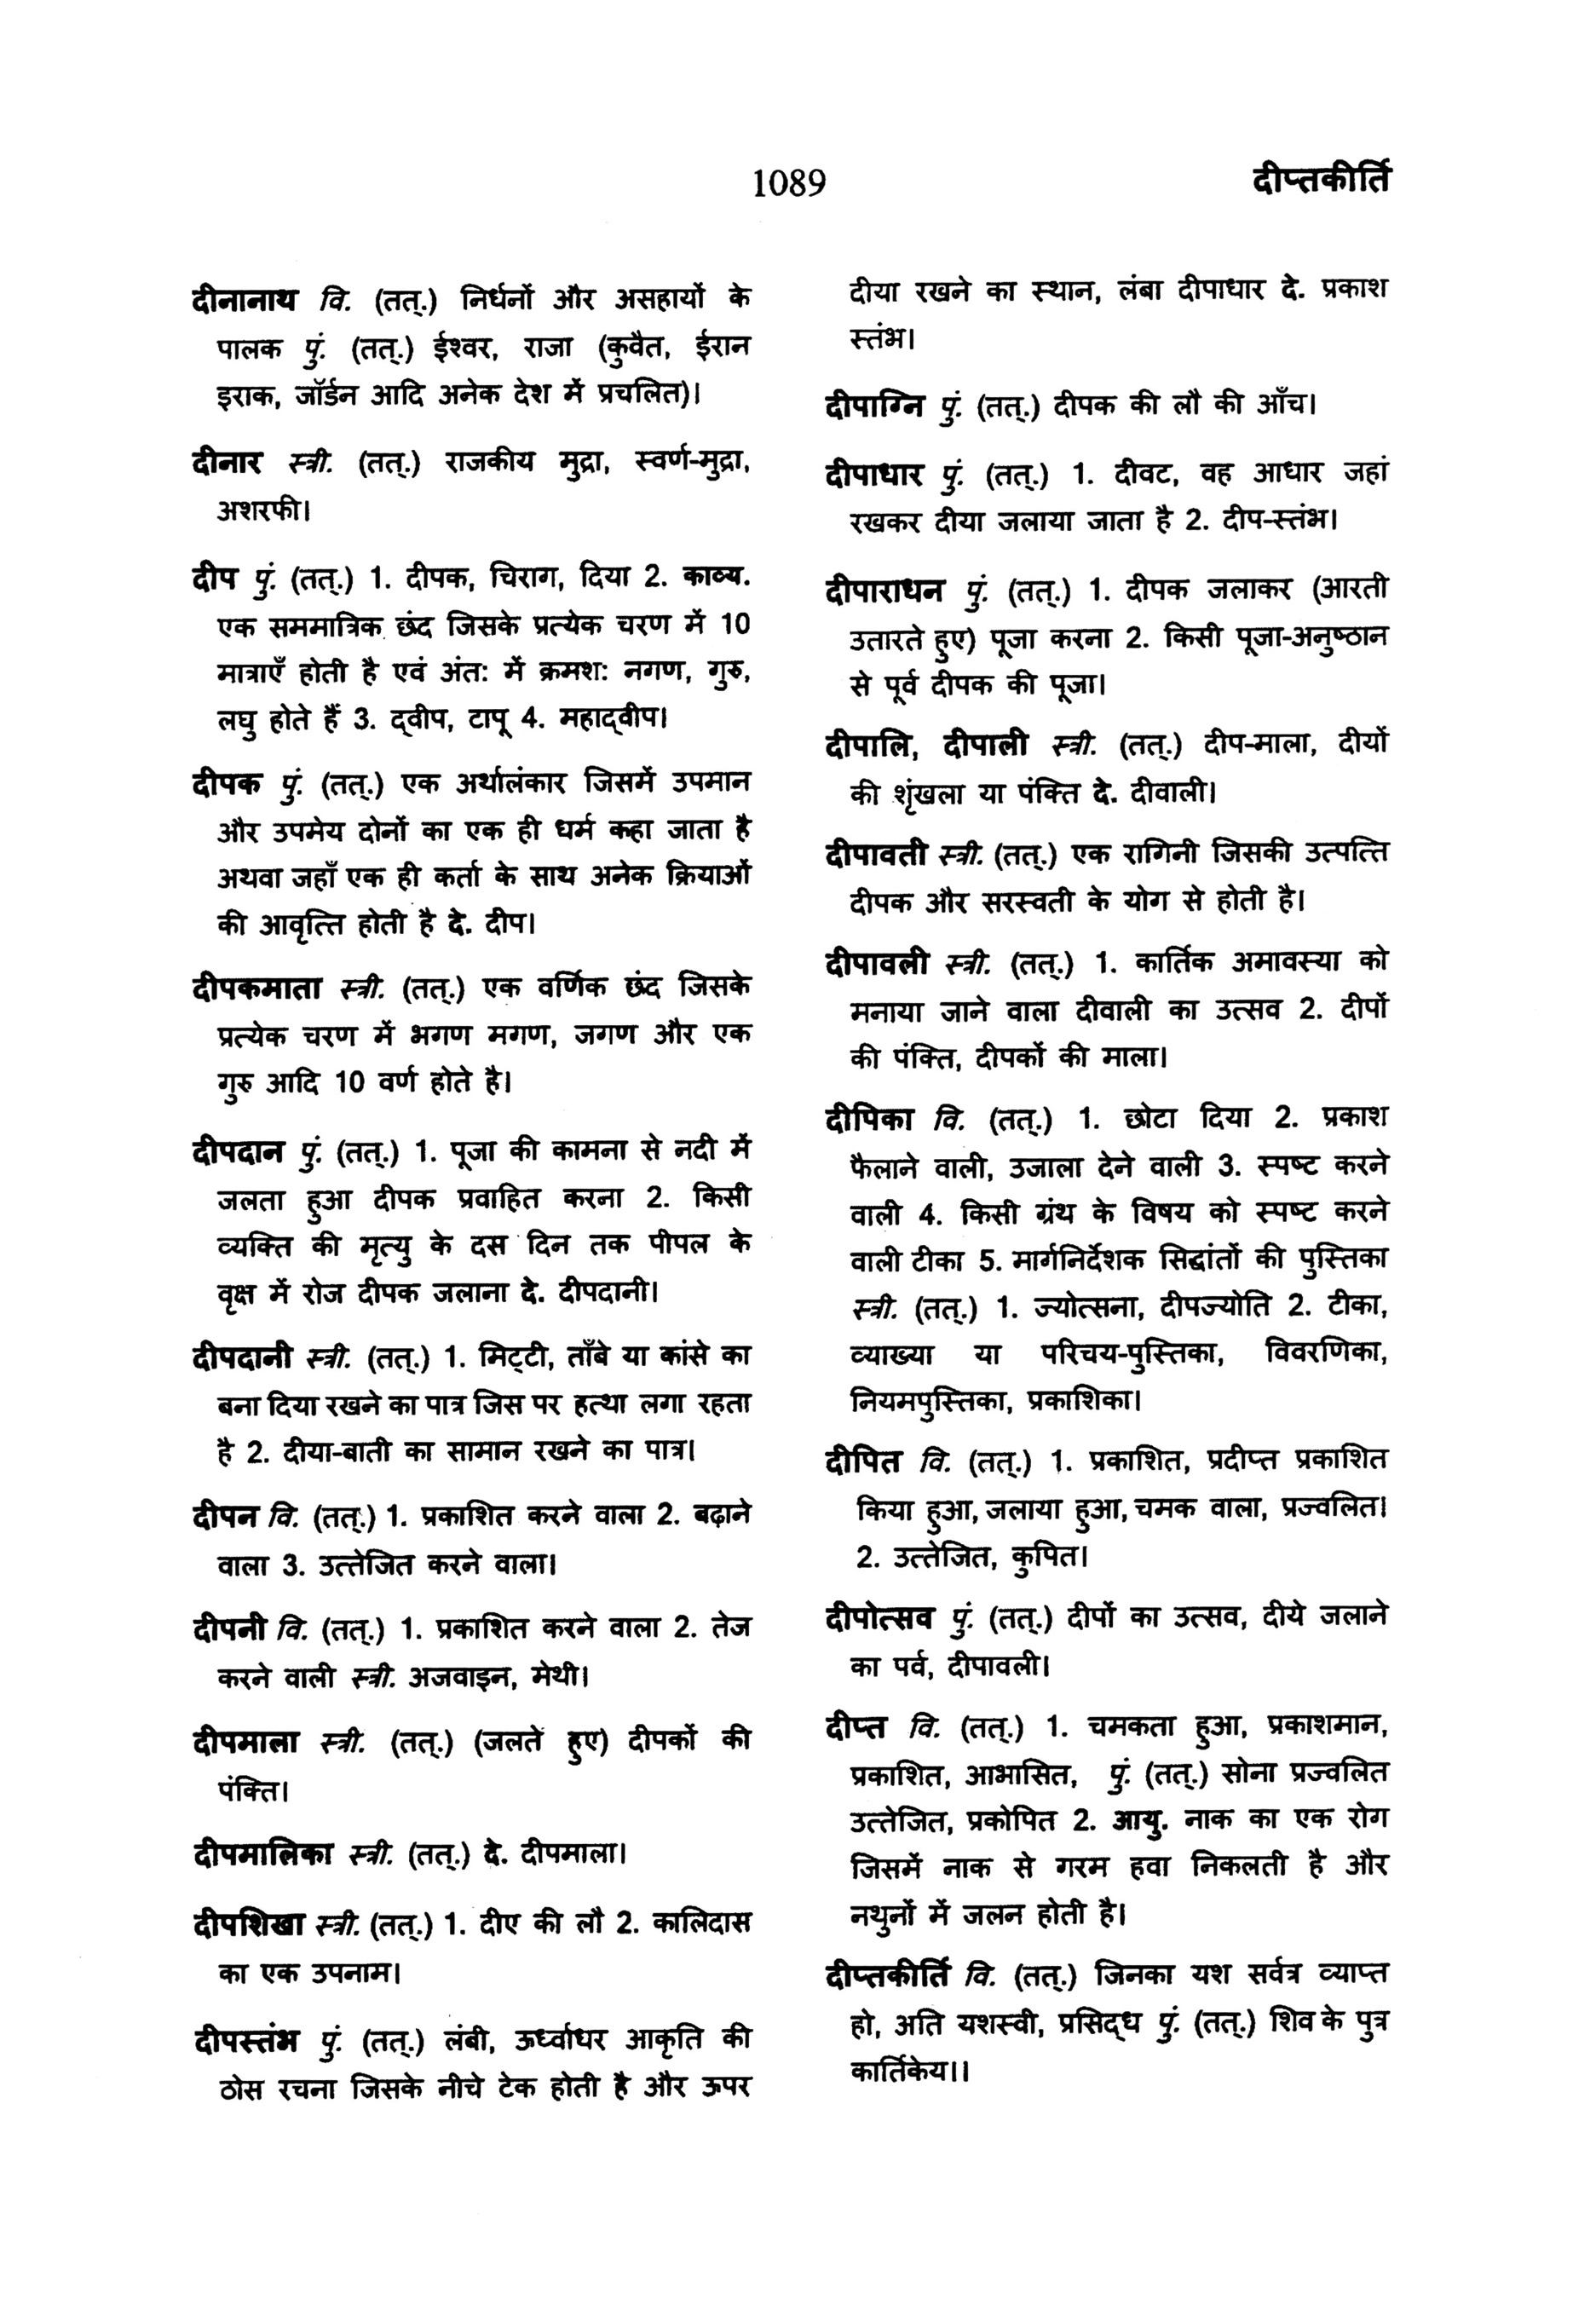 1089
दीप्तकीर्ति
दीनानाथ वि. (तत्.) निर्धनों और असहायों के
पालक पुं. (तत्.) ईश्वर, राजा (कुवैत, ईरान
इराक, जॉर्डन आदि अनेक देश में प्रचलित)।
दीनार स्त्री. (तत्.) राजकीय मुद्रा, स्वर्ण-मुद्रा,
अशरफी।
दीप पुं. (तत्.) 1. दीपक, चिराग, दिया 2. काव्य.
एक सममात्रिक छंद जिसके प्रत्येक चरण में 10
मात्राएँ होती है एवं अंत: में क्रमश: नगण, गुरु,
लघु होते हैं 3. द्वीप, टापू 4. महाद्वीप।
दीपक पुं. (तत्.) एक अर्थालंकार जिसमें उपमान
और उपमेय दोनों का एक ही धर्म कहा जाता है
अथवा जहाँ एक ही कर्ता के साथ अनेक क्रियाओं
की आवृत्ति होती है दे. दीप।
दीपकमाता स्त्री. (तत्.) एक वर्णिक छंद जिसके
प्रत्येक चरण में भगण मगण, जगण और एक
गुरु आदि 10 वर्ण होते है।
दीपदान पुं. (तत्.) 1. पूजा की कामना से नदी में
जलता हुआ दीपक प्रवाहित करना 2. किसी
व्यक्ति की मृत्यु के दस दिन तक पीपल के
वृक्ष में रोज दीपक जलाना दे. दीपदानी।
दीपदानी स्त्री. (तत्.) 1. मिट्टी, ताँबे या कांसे का
बना दिया रखने का पात्र जिस पर हत्था लगा रहता
है 2. दीया-बाती का सामान रखने का पात्र।
दीपन वि. (तत्.) 1. प्रकाशित करने वाला 2. बढ़ाने
वाला 3. उत्तेजित करने वाला।
दीपनी वि. (तत्.) 1. प्रकाशित करने वाला 2. तेज
करने वाली स्त्री. अजवाइन, मेथी।
दीपमाला स्त्री. (तत्.) (जलते हुए) दीपकों की
पंक्ति।
दीपमालिका स्त्री. (तत्.) दे. दीपमाला।
दीपशिखा स्त्री. (तत्.) 1. दीए की लौ 2. कालिदास
का एक उपनाम।
दीपस्तंभ पुं. (तत्.) लंबी, ऊर्ध्वाधर आकृति की
ठोस रचना जिसके नीचे टेक होती है और ऊपर
दीया रखने का स्थान, लंबा दीपाधार दे. प्रकाश
स्तंभ।
दीपाग्नि पुं. (तत्.) दीपक की लौ की आँच।
दीपाधार पुं. (तत्.) 1. दीवट, वह आधार जहां
रखकर दीया जलाया जाता है 2. दीप-स्तंभ।
दीपाराधन पुं. (तत्.) 1. दीपक जलाकर (आरती
उतारते हुए) पूजा करना 2. किसी पूजा-अनुष्ठान
से पूर्व दीपक की पूजा।
दीपालि, दीपाली स्त्री. (तत्.) दीप-माला, दीयों
की शृंखला या पंक्ति दे. दीवाली।
दीपावती स्त्री. (तत्.) एक रागिनी जिसकी उत्पत्ति
दीपक और सरस्वती के योग से होती है।
दीपावली स्त्री. (तत्.) 1. कार्तिक अमावस्या को
मनाया जाने वाला दीवाली का उत्सव 2. दीपों
की पंक्ति, दीपकों की माला।
दीपिका वि. (तत्.) 1. छोटा दिया 2. प्रकाश
फैलाने वाली, उजाला देने वाली 3. स्पष्ट करने
वाली 4. किसी ग्रंथ के विषय को स्पष्ट करने
वाली टीका 5. मार्गनिर्देशक सिद्धांतों की पुस्तिका
स्त्री. (तत्.) 1. ज्योत्सना, दीपज्योति 2. टीका,
व्याख्या या परिचय-पुस्तिका, विवरणिका,
नियमपुस्तिका, प्रकाशिका।
दीपित वि. (तत्.) 1. प्रकाशित, प्रदीप्त प्रकाशित
किया हुआ, जलाया हुआ, चमक वाला, प्रज्वलित।
2. उत्तेजित, कुपित।
दीपोत्सव पुं. (तत्.) दीपों का उत्सव, दीये जलाने
का पर्व, दीपावली।
दीप्त वि. (तत्.) 1. चमकता हुआ, प्रकाशमान,
प्रकाशित, आभासित, पुं. (तत्.) सोना प्रज्वलित
उत्तेजित, प्रकोपित 2. आयु. नाक का एक रोग
जिसमें नाक से गरम हवा निकलती है और
नथुनों में जलन होती है।
दीप्तकीर्ति वि. (तत्.) जिनका यश सर्वत्र व्याप्त
हो, अति यशस्वी, प्रसिद्ध पुं. (तत्.) शिव के पुत्र
कार्तिकेय।।